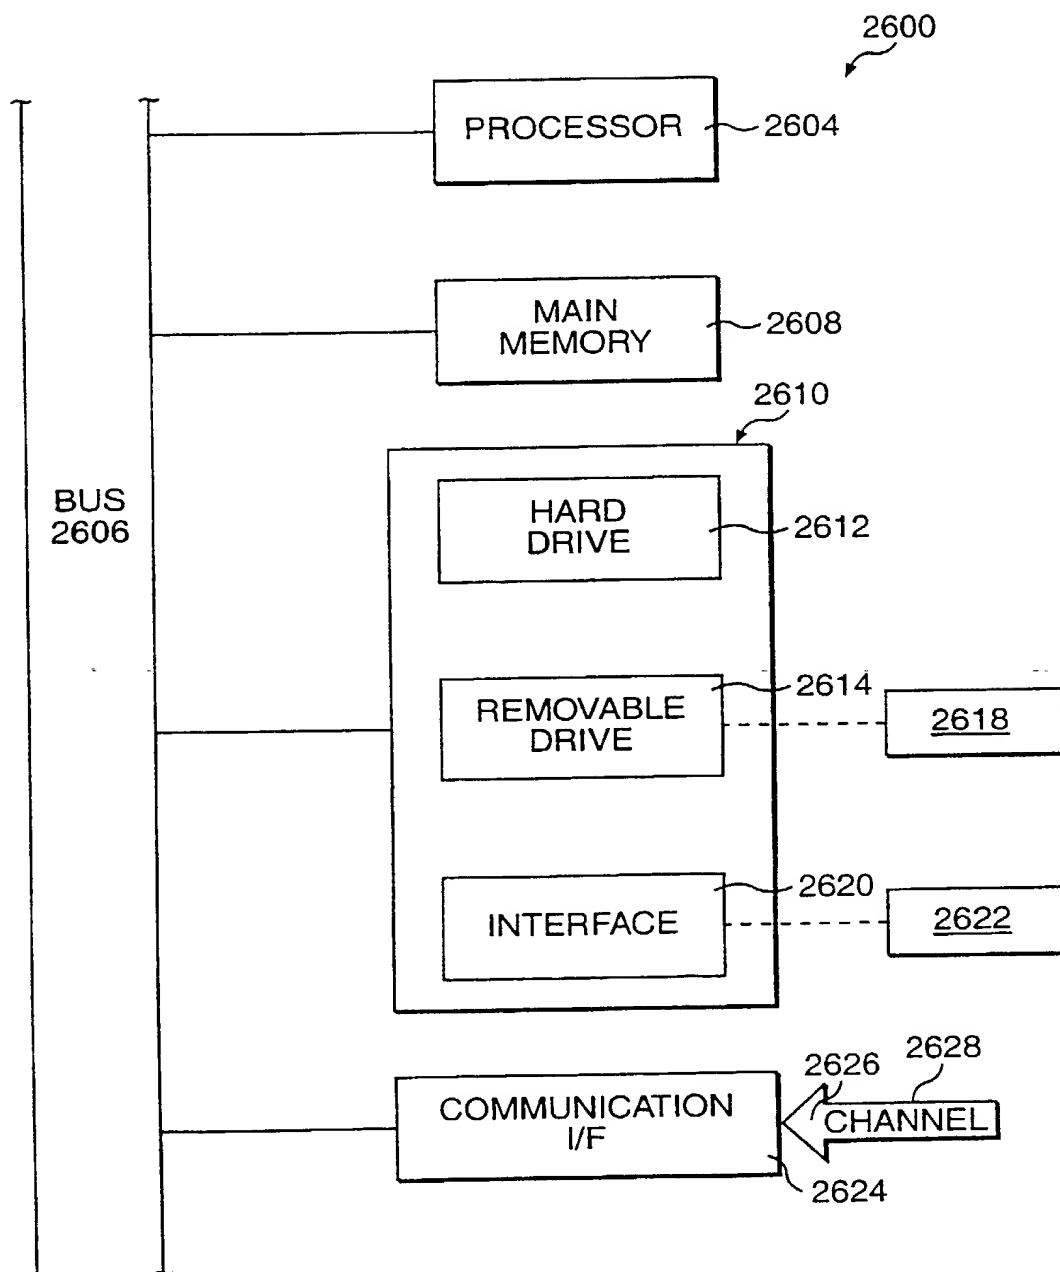 2600
PROCESSOR
2604
MAIN
MEMORY
2608
2610
BUS
2606
HARD
DRIVE
2612
REMOVABLE
DRIVE
2614
2618
INTERFACE
2620
2622
COMMUNICATION
I/F
2624
2626
2628
CHANNEL